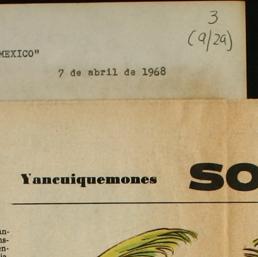 3
(9/29)
MEXICO"
7 de abril de 1968
Yancuiquemones SO